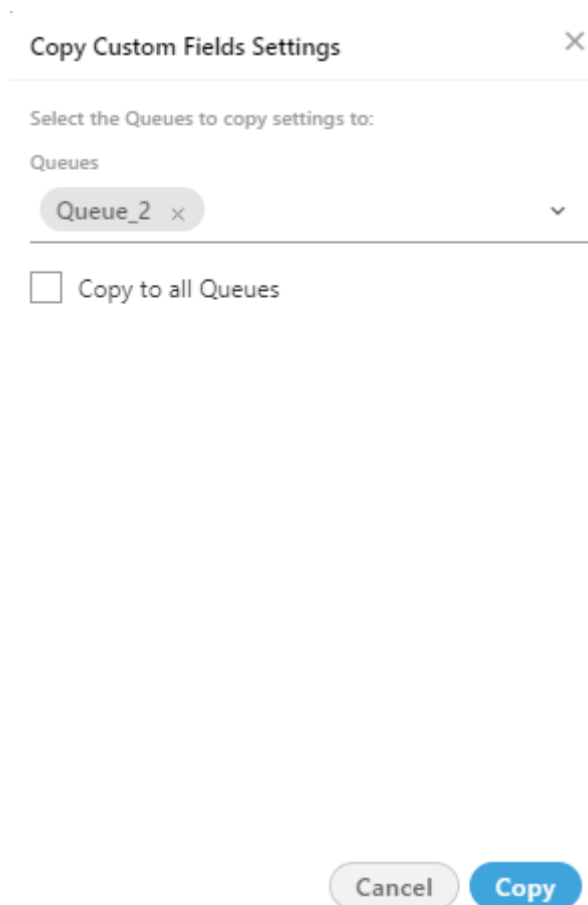 Copy Custom Fields Settings
Select the Queues to copy settings to:
Queues
Queue_2
Copy to all Queues
Cancel Copy